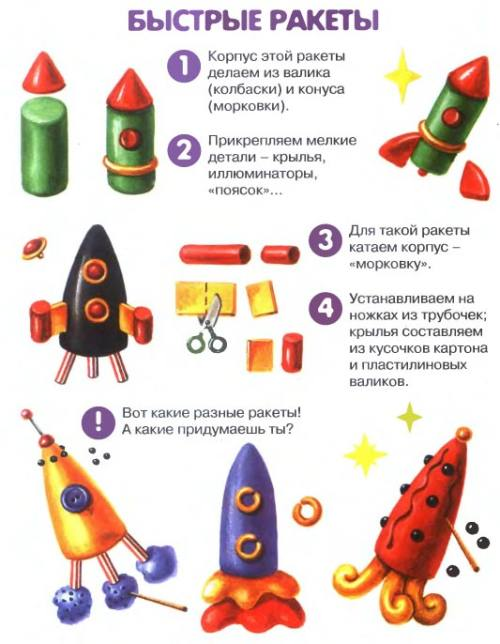 БЫСТРЫЕ РАКЕТЫ
1 Корпус этой ракеты
делаем из валика
(колбаски) и конуса
(морковки).
2 Прикрепляем мелкие
детали – крылья,
иллюминаторы,
«поясок»...
3 Для такой ракеты
катаем корпус –
«морковку».
4 Устанавливаем на
ножках из трубочек;
крылья составляем
из кусочков картона
и пластилиновых
валиков.
! Вот какие разные ракеты!
А какие придумаешь ты?